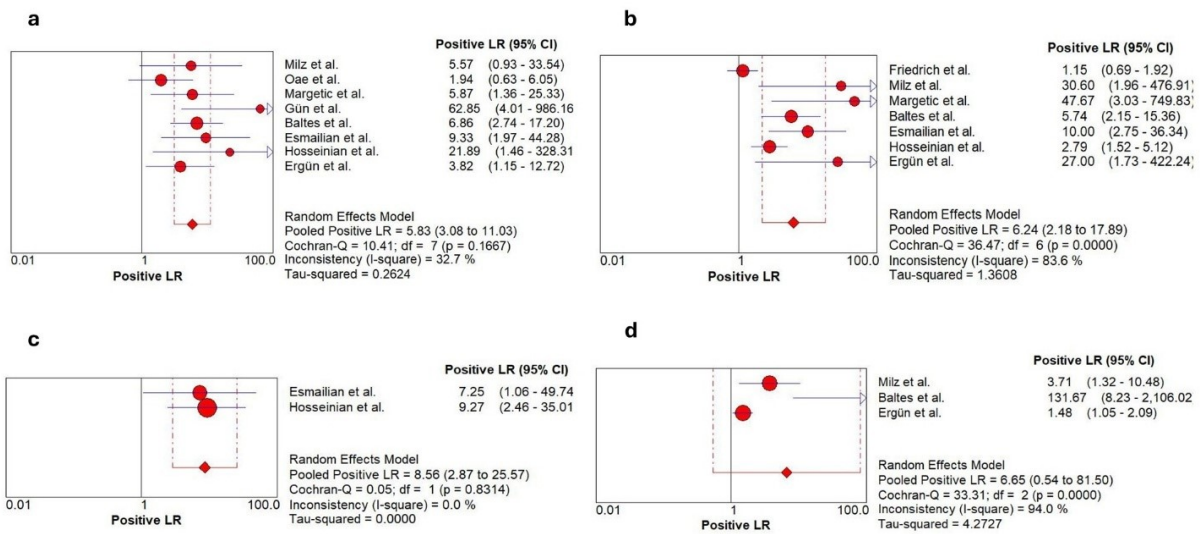 a
Positive LR (95% CI)
Milz et al. 5.57 (0.93 - 33.54)
Oae et al. 1.94 (0.63 - 6.05)
Margetic et al. 5.87 (1.36 - 25.33)
Gün et al. 62.85 (4.01 - 986.16
Baltes et al. 6.86 (2.74 - 17.20)
Esmailian et al. 9.33 (1.97 - 44.28)
Hosseinian et al. 21.89 (1.46 - 328.31
Ergün et al. 3.82 (1.15 - 12.72)
Random Effects Model
Pooled Positive LR = 5.83 (3.08 to 11.03)
Cochran-Q = 10.41; df = 7 (p = 0.1667)
Inconsistency (I-square) = 32.7 %
Tau-squared = 0.2624
0.01 1 100.0
Positive LR
b
Positive LR (95% CI)
Friedrich et al. 1.15 (0.69 - 1.92)
Milz et al. 30.60 (1.96 - 476.91)
Margetic et al. 47.67 (3.03 - 749.83)
Baltes et al. 5.74 (2.15 - 15.36)
Esmailian et al. 10.00 (2.75 - 36.34)
Hosseinian et al. 2.79 (1.52 - 5.12)
Ergün et al. 27.00 (1.73 - 422.24)
Random Effects Model
Pooled Positive LR = 6.24 (2.18 to 17.89)
Cochran-Q = 36.47; df = 6 (p = 0.0000)
Inconsistency (I-square) = 83.6 %
Tau-squared = 1.3608
0.01 1 100.0
Positive LR
c
Positive LR (95% CI)
Esmailian et al. 7.25 (1.06 - 49.74
Hosseinian et al. 9.27 (2.46 - 35.01
Random Effects Model
Pooled Positive LR = 8.56 (2.87 to 25.57)
Cochran-Q = 0.05; df = 1 (p = 0.8314)
Inconsistency (I-square) = 0.0 %
Tau-squared = 0.0000
0.01 1 100.0
Positive LR
d
Positive LR (95% CI)
Milz et al. 3.71 (1.32 - 10.48)
Baltes et al. 131.67 (8.23 - 2,106.02
Ergün et al. 1.48 (1.05 - 2.09)
Random Effects Model
Pooled Positive LR = 6.65 (0.54 to 81.50)
Cochran-Q = 33.31; df = 2 (p = 0.0000)
Inconsistency (I-square) = 94.0 %
Tau-squared = 4.2727
0.01 1 100.0
Positive LR